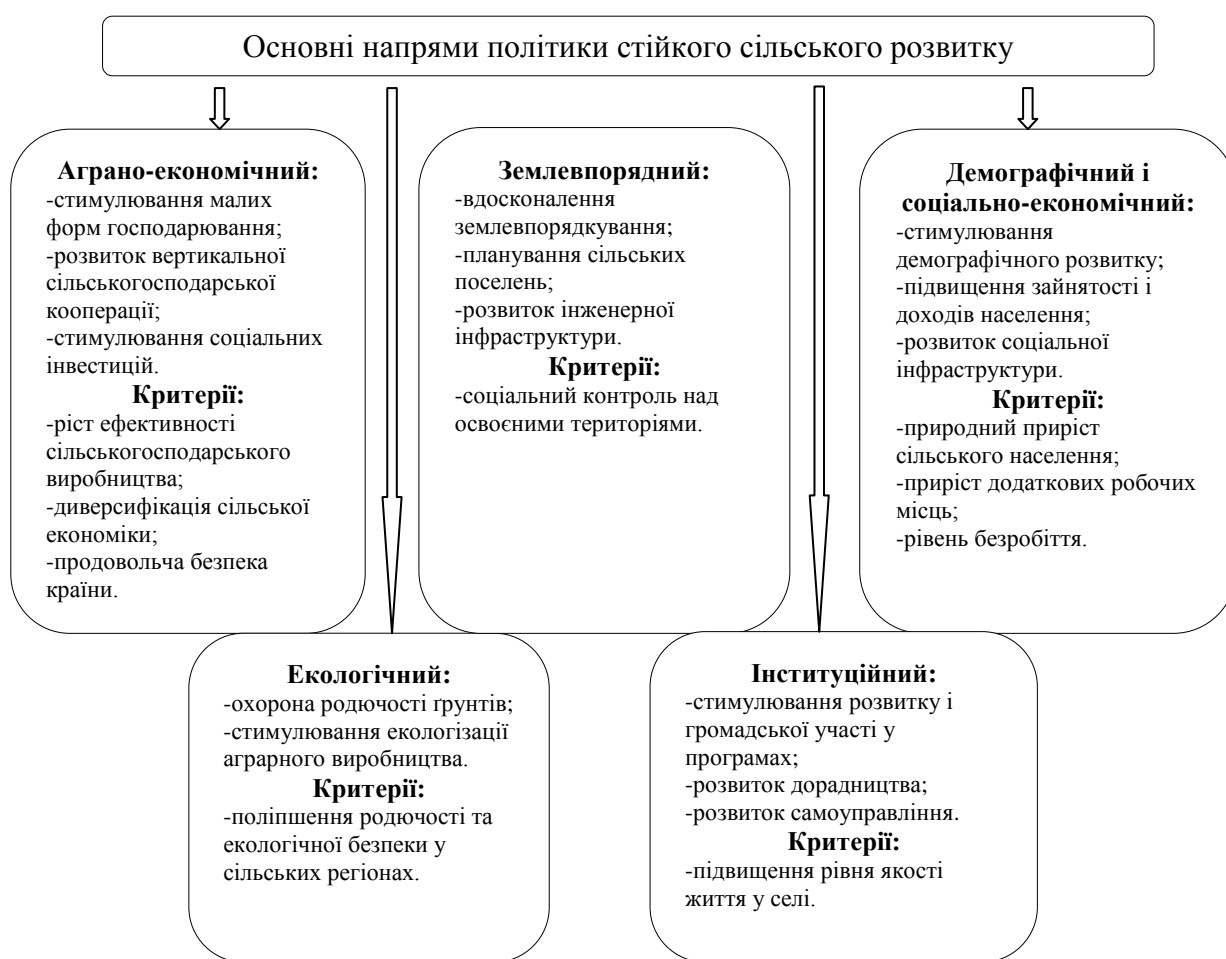 Основні напрями політики стійкого сільського розвитку
Аграно-економічний:
-стимулювання малих
форм господарювання;
-розвиток вертикальної
сільськогосподарської
кооперації;
-стимулювання соціальних
інвестицій.
Критерії:
-ріст ефективності
сільськогосподарського
виробництва;
-диверсифікація сільської
економіки;
-продовольча безпека
країни.
Землевпорядний:
-вдосконалення
землевпорядкування;
-планування сільських
поселень;
-розвиток інженерної
інфраструктури.
Критерії:
-соціальний контроль над
освоєними територіями.
Демографічний і
соціально-економічний:
-стимулювання
демографічного розвитку;
-підвищення зайнятості і
доходів населення;
-розвиток соціальної
інфраструктури.
Критерії:
-природний приріст
сільського населення;
-приріст додаткових робочих
місць;
-рівень безробіття.
Екологічний:
-охорона родючості ґрунтів;
-стимулювання екологізації
аграрного виробництва.
Критерії:
-поліпшення родючості та
екологічної безпеки у
сільських регіонах.
Інституційний:
-стимулювання розвитку і
громадської участі у
програмах;
-розвиток дорадництва;
-розвиток самоуправління.
Критерії:
-підвищення рівня якості
життя у селі.